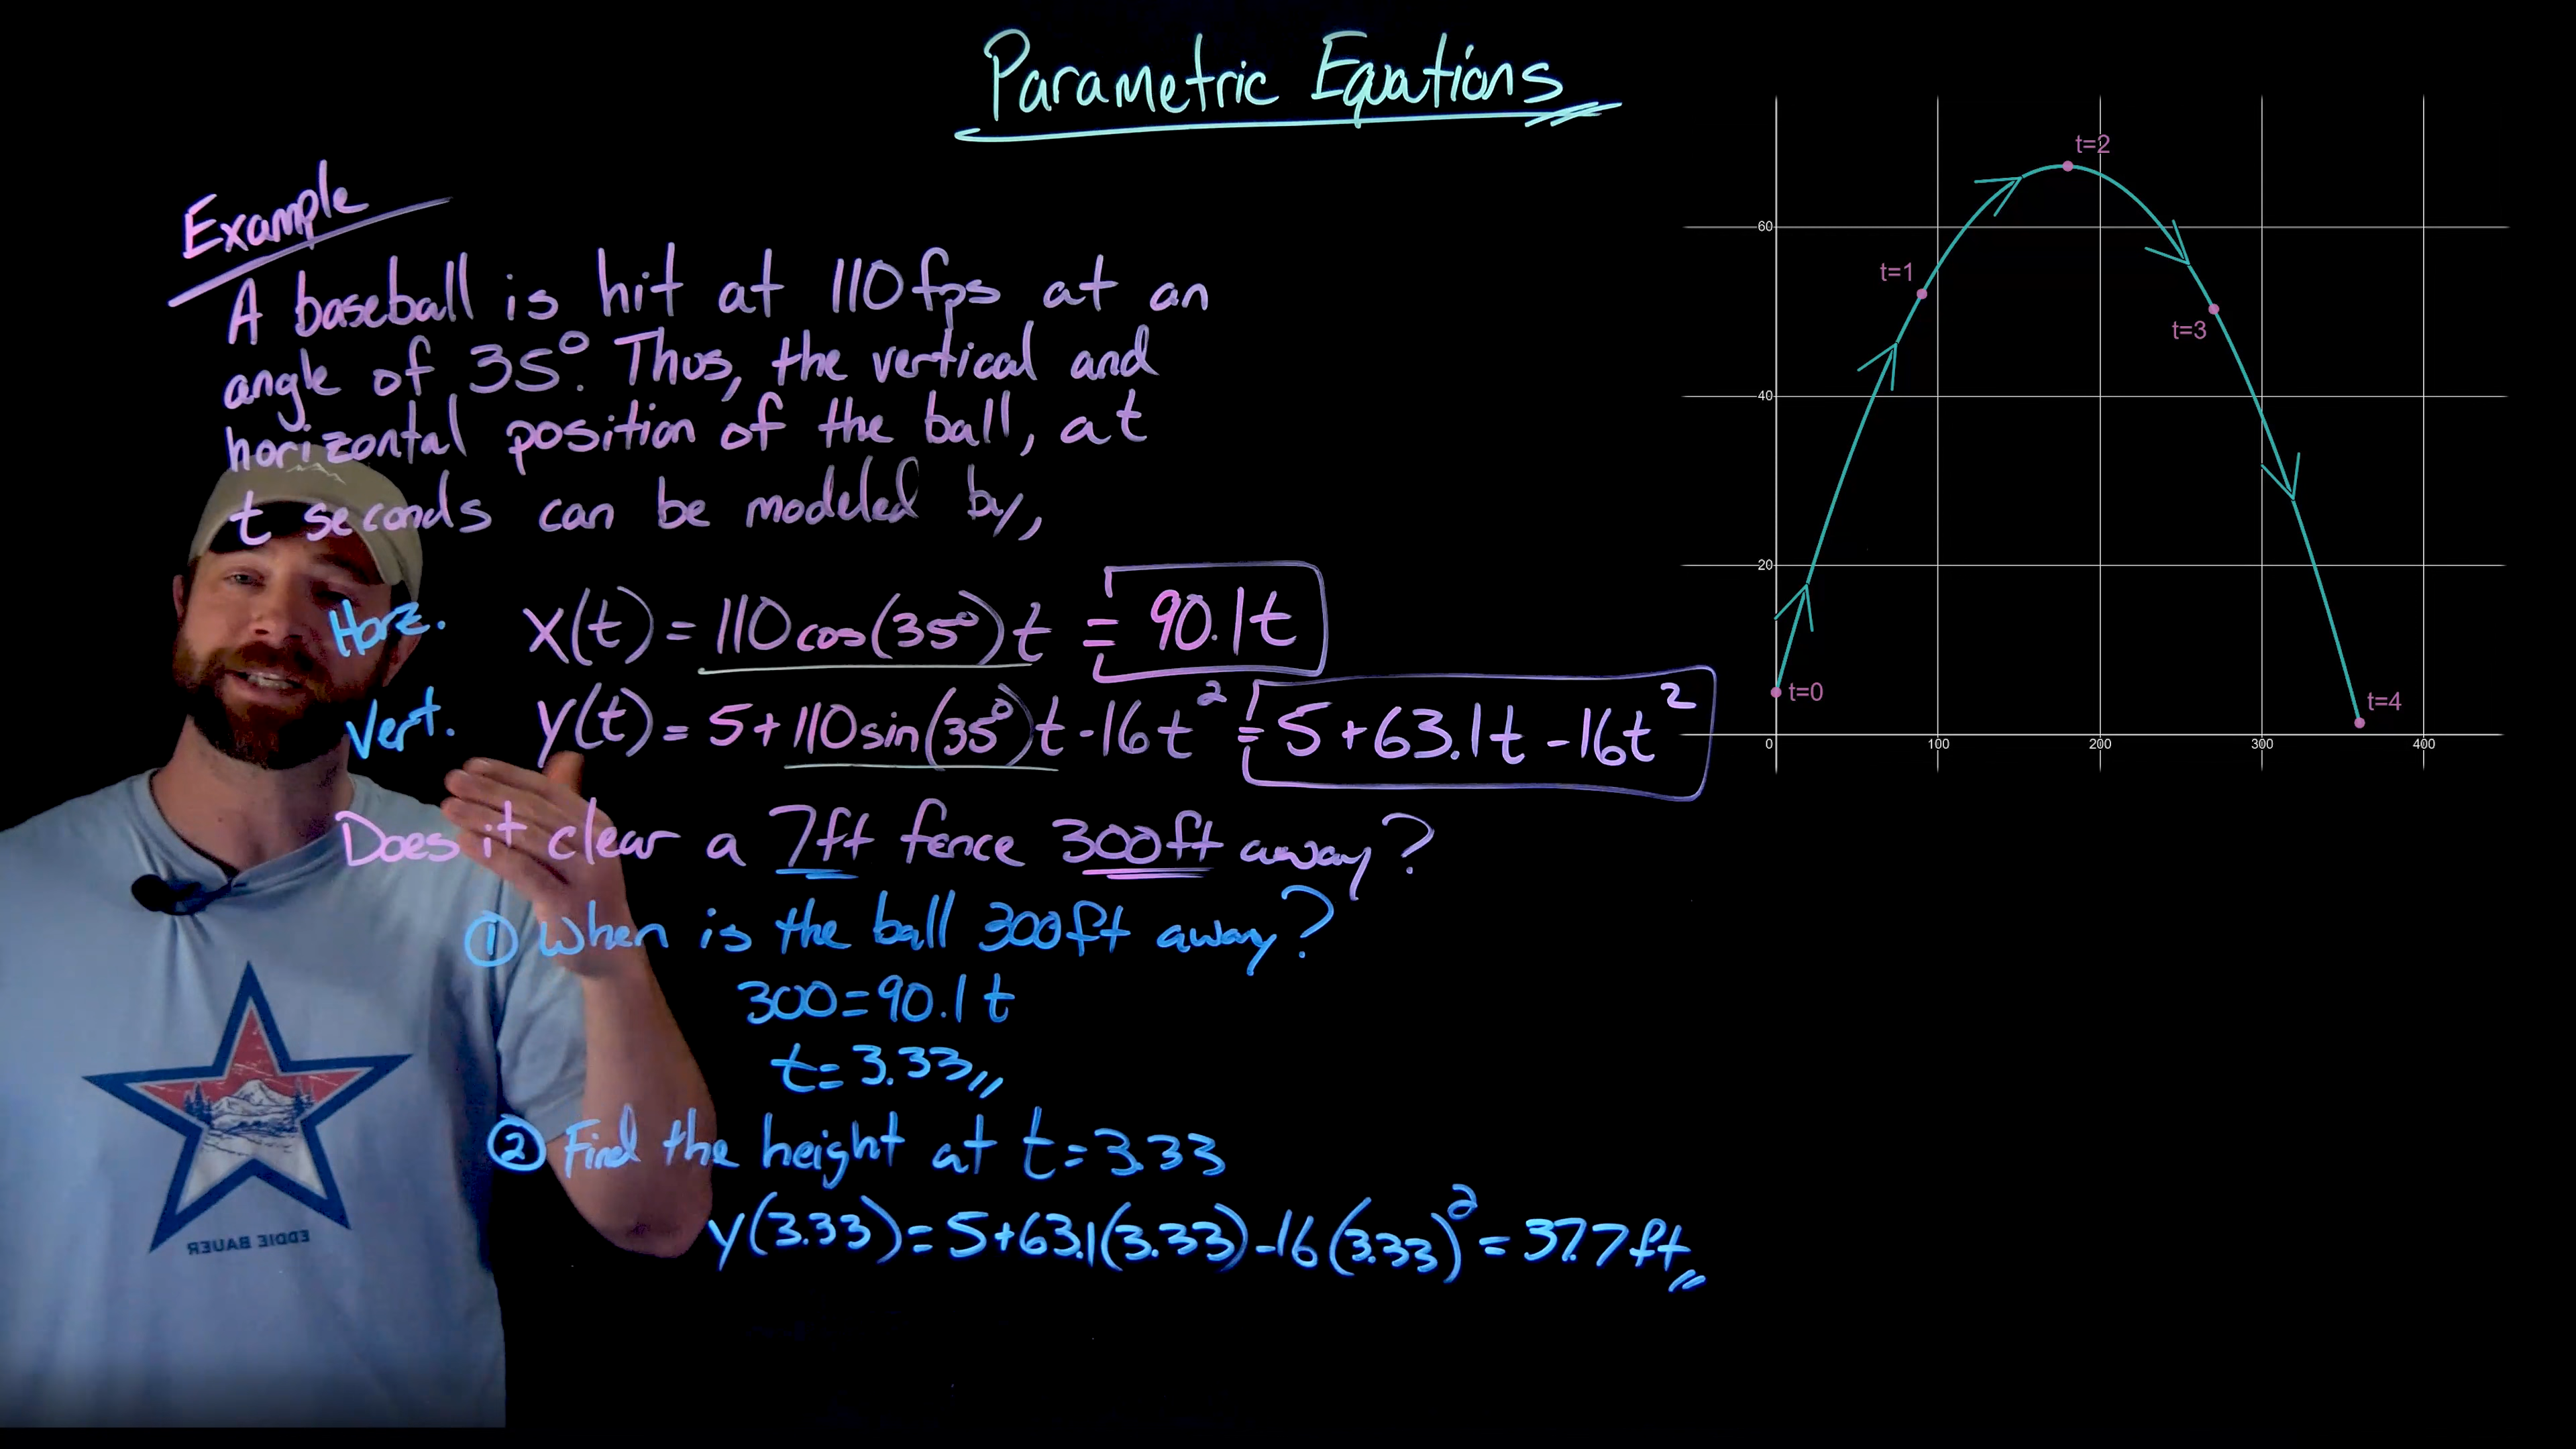 Parametric Equations
Example
A baseball is hit at 110fps at an
angle of 35°. Thus, the vertical and
horizontal position of the ball, at
t seconds can be modeled by,
Horz. x(t) = 110cos(35°)t = 90.1t
Vert. y(t) = 5+110sin(35°)t-16t² = 5+63.1t-16t²
Does it clear a 7ft fence 300ft away?
① When is the ball 300ft away?
300=90.1t
t=3.33
② Find the height at t=3.33
y(3.33)=5+63.1(3.33)-16(3.33)²=37.7ft
EDDIE BAUER
t=2
60
t=1
t=3
40
20
t=0
t=4
0 100 200 300 400